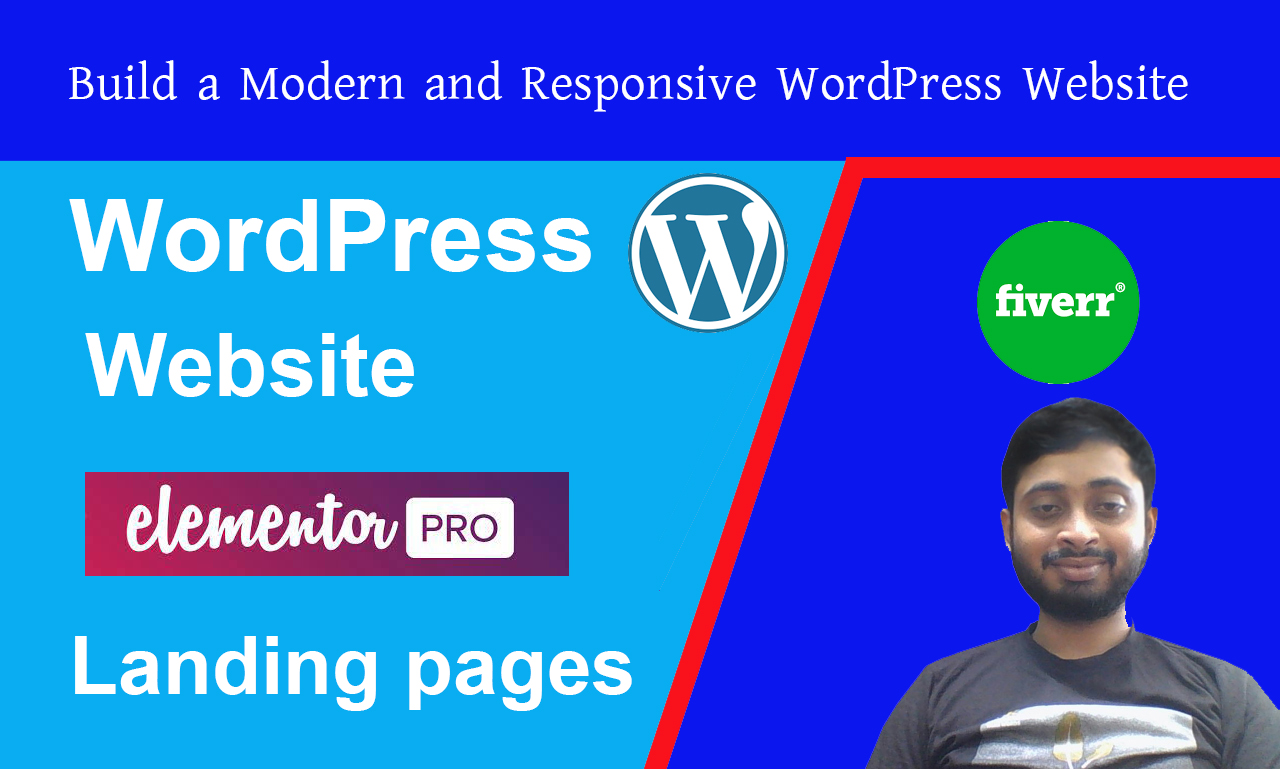 Build a Modern and Responsive WordPress Website
WordPress
W
Website
fiverr®
elementor PRO
Landing pages